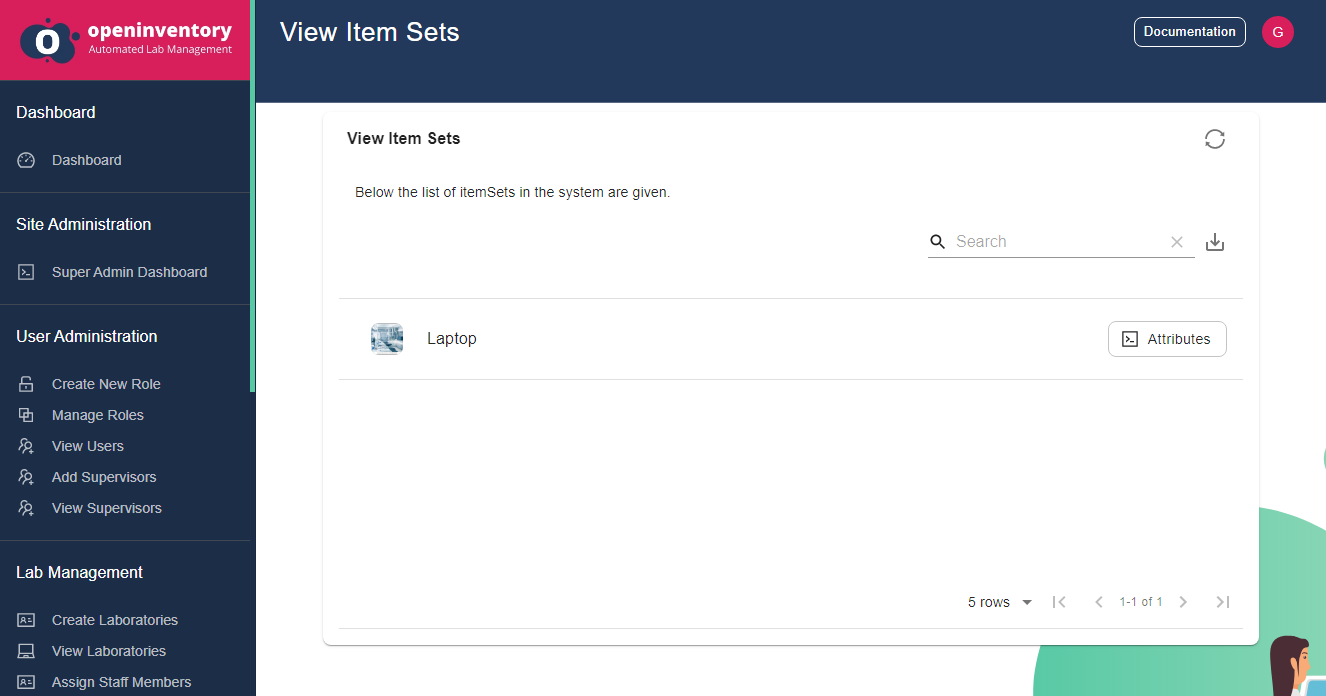 openinventory
Automated Lab Management
View Item Sets
Documentation
G
Dashboard
Dashboard
Site Administration
Super Admin Dashboard
User Administration
Create New Role
Manage Roles
View Users
Add Supervisors
View Supervisors
Lab Management
Create Laboratories
View Laboratories
Assign Staff Members
View Item Sets
Below the list of itemSets in the system are given.
Search
Laptop
Attributes
5 rows
1-1 of 1